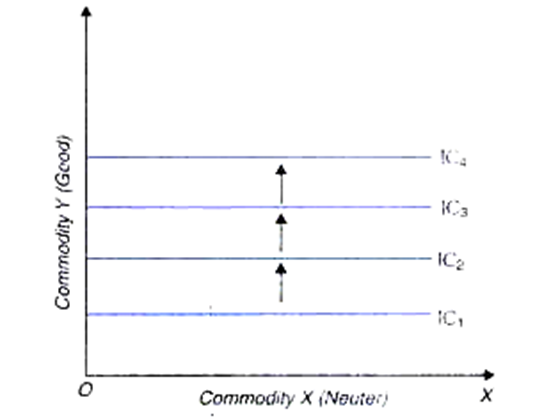 Commodity Y (Good)
IC₄
IC₃
IC₂
IC₁
O
Commodity X (Neuter)
X